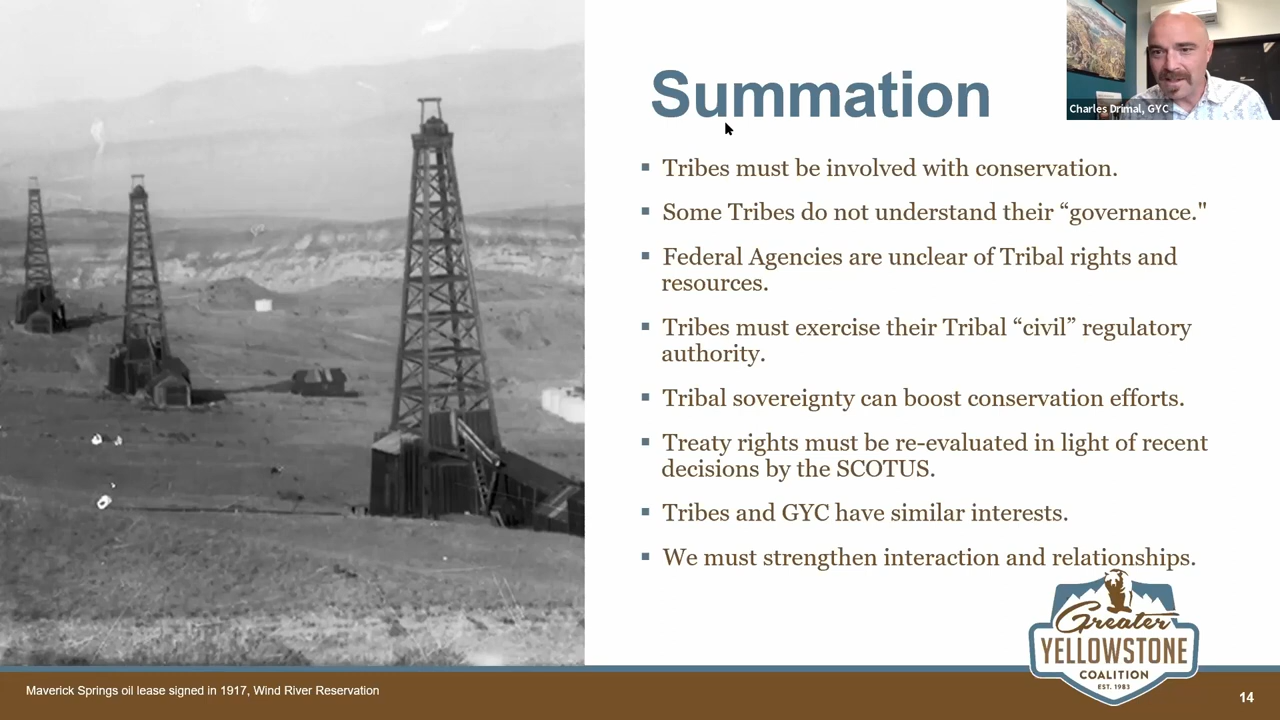 Summation
Charles Drimal, GYC
▪ Tribes must be involved with conservation.
▪ Some Tribes do not understand their “governance."
▪ Federal Agencies are unclear of Tribal rights and
resources.
▪ Tribes must exercise their Tribal “civil” regulatory
authority.
▪ Tribal sovereignty can boost conservation efforts.
▪ Treaty rights must be re-evaluated in light of recent
decisions by the SCOTUS.
▪ Tribes and GYC have similar interests.
▪ We must strengthen interaction and relationships.
Greater
YELLOWSTONE
COALITION
EST. 1983
Maverick Springs oil lease signed in 1917, Wind River Reservation
14